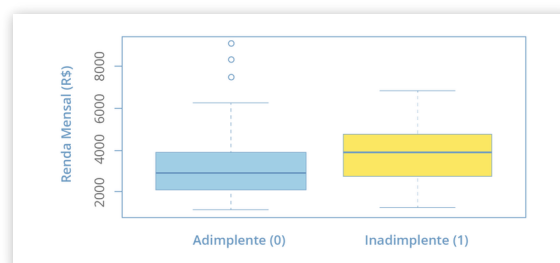 Renda Mensal (R$)
8000
6000
4000
2000
Adimplente (0)
Inadimplente (1)